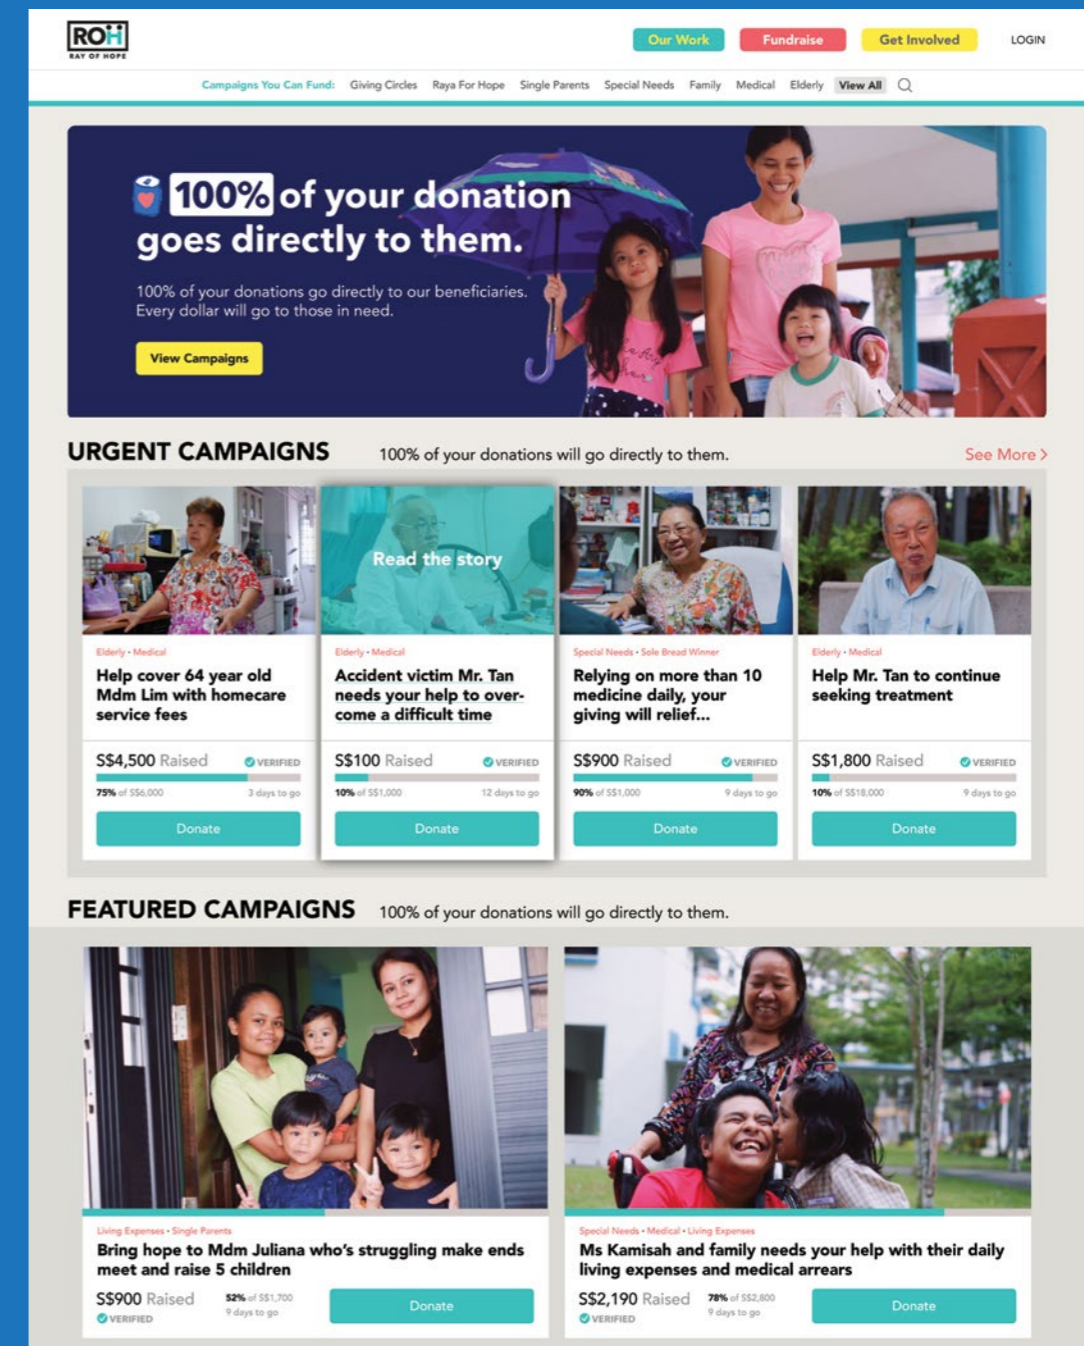 ROH
RAY OF HOPE
Our Work
Fundraise
Get Involved
LOGIN
Campaigns You Can Fund: Giving Circles Raya For Hope Single Parents Special Needs Family Medical Elderly View All
100% of your donation
goes directly to them.
100% of your donations go directly to our beneficiaries.
Every dollar will go to those in need.
View Campaigns
URGENT CAMPAIGNS
100% of your donations will go directly to them.
See More >
Elderly • Medical
Help cover 64 year old
Mdm Lim with homecare
service fees
S$4,500 Raised
VERIFIED
75% of S$6,000
3 days to go
Donate
Read the story
Elderly • Medical
Accident victim Mr. Tan
needs your help to over-
come a difficult time
S$100 Raised
VERIFIED
10% of S$1,000
12 days to go
Donate
Special Needs • Sole Bread Winner
Relying on more than 10
medicine daily, your
giving will relief...
S$900 Raised
VERIFIED
90% of S$1,000
9 days to go
Donate
Elderly • Medical
Help Mr. Tan to continue
seeking treatment
S$1,800 Raised
VERIFIED
10% of S$18,000
9 days to go
Donate
FEATURED CAMPAIGNS
100% of your donations will go directly to them.
Living Expenses • Single Parents
Bring hope to Mdm Juliana who's struggling make ends
meet and raise 5 children
S$900 Raised
VERIFIED
52% of S$1,700
9 days to go
Donate
Special Needs • Medical • Living Expenses
Ms Kamisah and family needs your help with their daily
living expenses and medical arrears
S$2,190 Raised
VERIFIED
78% of S$2,800
9 days to go
Donate